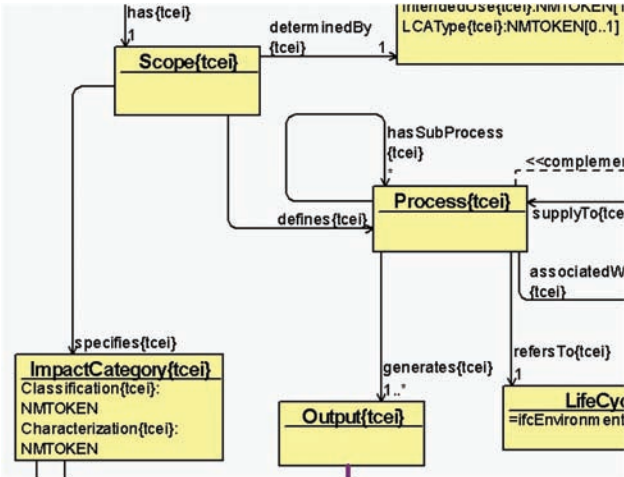 has{tcei}
1
IntendedUse{tcei}:NMTOKEN[
LCAType{tcei}:NMTOKEN[0..1]
determinedBy
{tcei}
1
Scope{tcei}
hasSubProcess
{tcei}
*
<<complemen
Process{tcei}
supplyTo{tce
defines{tcei}
associatedW
{tcei}
specifies{tcei}
ImpactCategory{tcei}
Classification{tcei}:
NMTOKEN
Characterization{tcei}:
NMTOKEN
generates{tcei}
1..*
Output{tcei}
refersTo{tcei}
1
LifeCyc
=ifcEnvironment